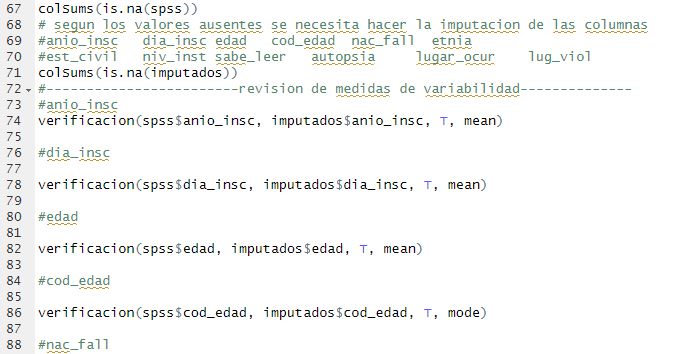 67 colSums(is.na(spss))
68 # segun los valores ausentes se necesita hacer la imputacion de las columnas
69 #anio_insc dia_insc edad cod_edad nac_fall etnia
70 #est_civil niv_inst sabe_leer autopsia lugar_ocur lug_viol
71 colSums(is.na(imputados))
72 #------------------------revision de medidas de variabilidad--------------
73 #anio_insc
74 verificacion(spss$anio_insc, imputados$anio_insc, T, mean)
75
76 #dia_insc
77
78 verificacion(spss$dia_insc, imputados$dia_insc, T, mean)
79
80 #edad
81
82 verificacion(spss$edad, imputados$edad, T, mean)
83
84 #cod_edad
85
86 verificacion(spss$cod_edad, imputados$cod_edad, T, mode)
87
88 #nac_fall